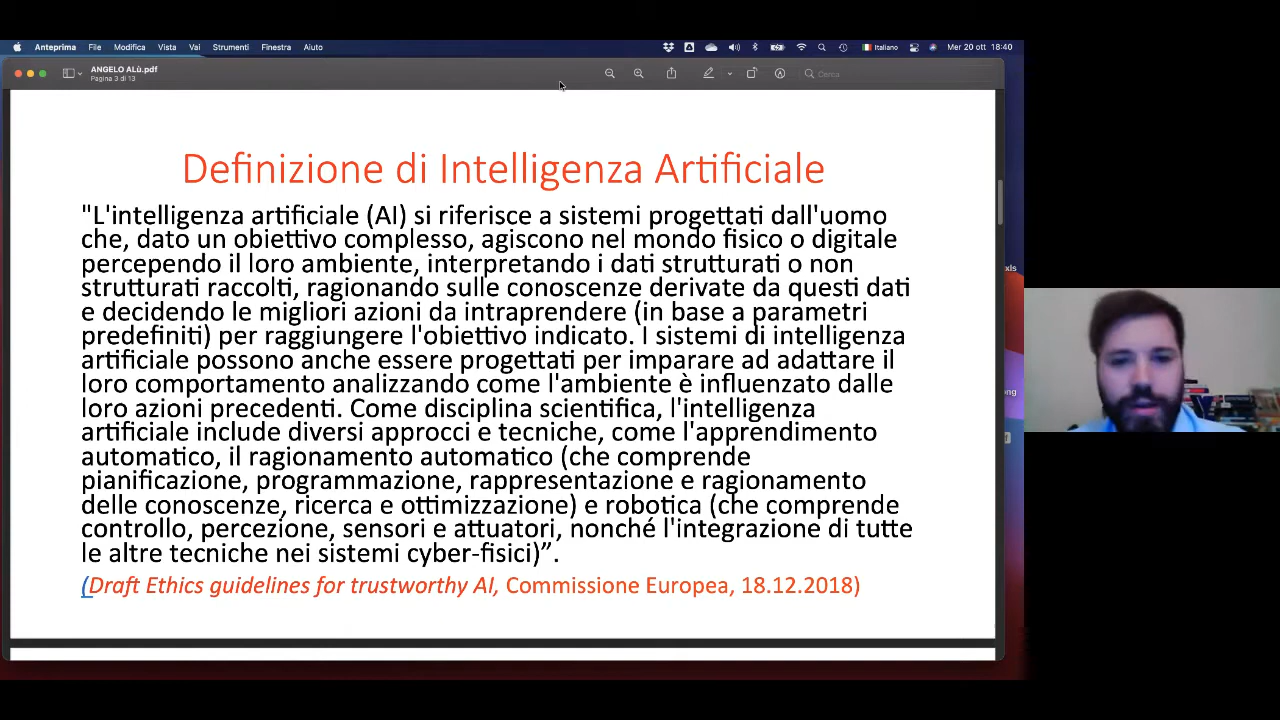 Anteprima File Modifica Vista Vai Strumenti Finestra Aiuto Italiano Mer 20 ott 18:40
ANGELO ALù.pdf
Pagina 3 di 13
Cerca
Definizione di Intelligenza Artificiale
"L'intelligenza artificiale (AI) si riferisce a sistemi progettati dall'uomo
che, dato un obiettivo complesso, agiscono nel mondo fisico o digitale
percependo il loro ambiente, interpretando i dati strutturati o non
strutturati raccolti, ragionando sulle conoscenze derivate da questi dati
e decidendo le migliori azioni da intraprendere (in base a parametri
predefiniti) per raggiungere l'obiettivo indicato. I sistemi di intelligenza
artificiale possono anche essere progettati per imparare ad adattare il
loro comportamento analizzando come l'ambiente è influenzato dalle
loro azioni precedenti. Come disciplina scientifica, l'intelligenza
artificiale include diversi approcci e tecniche, come l'apprendimento
automatico, il ragionamento automatico (che comprende
pianificazione, programmazione, rappresentazione e ragionamento
delle conoscenze, ricerca e ottimizzazione) e robotica (che comprende
controllo, percezione, sensori e attuatori, nonché l'integrazione di tutte
le altre tecniche nei sistemi cyber-fisici)”.
(Draft Ethics guidelines for trustworthy AI, Commissione Europea, 18.12.2018)